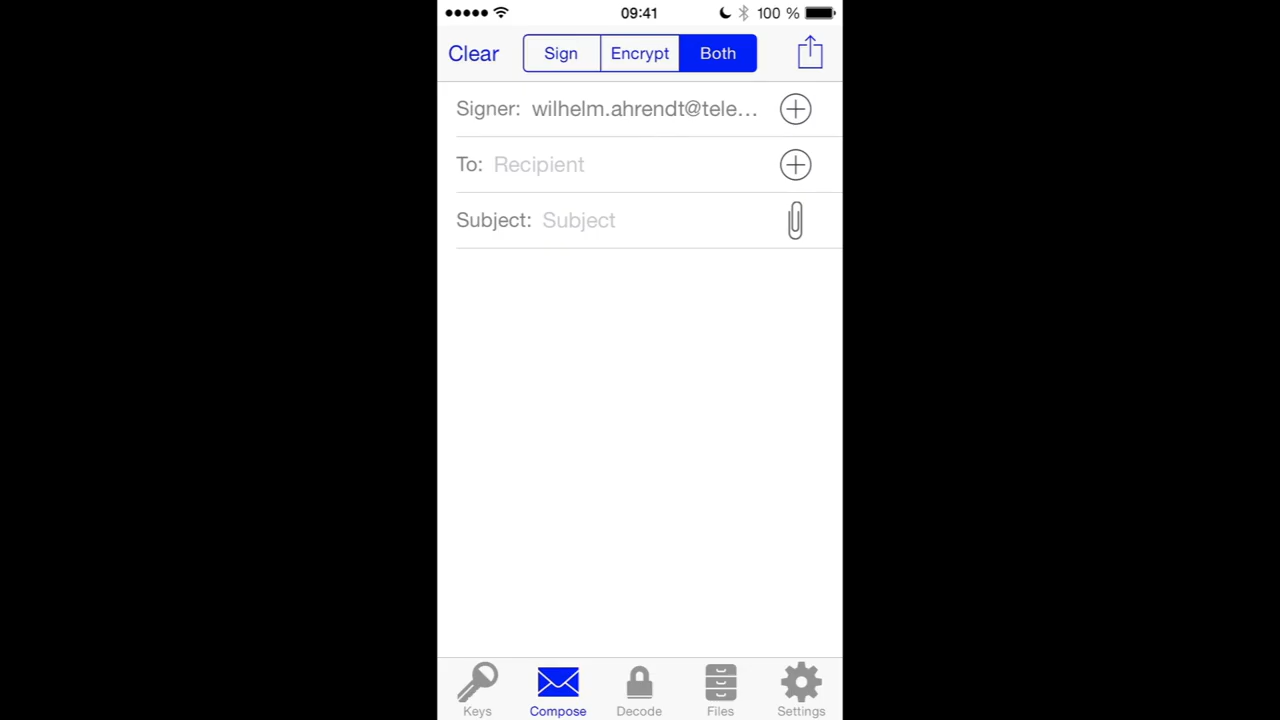 09:41 100 %
Clear Sign Encrypt Both
Signer: wilhelm.ahrendt@tele...
To: Recipient
Subject: Subject
Keys Compose Decode Files Settings